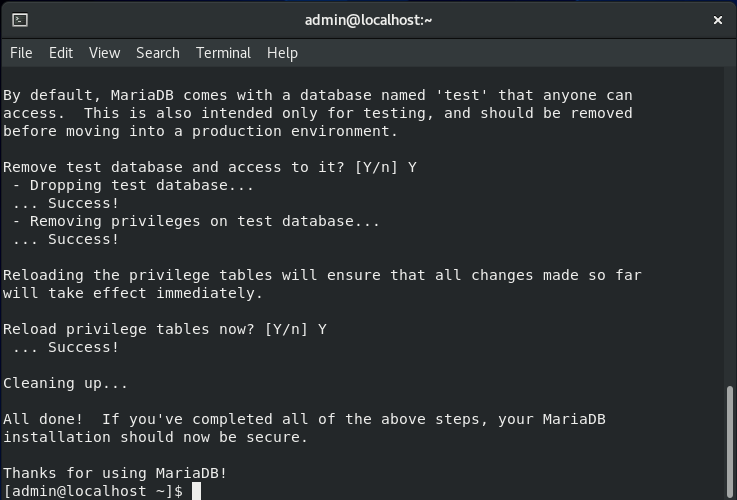 admin@localhost:~
File Edit View Search Terminal Help
By default, MariaDB comes with a database named 'test' that anyone can
access.  This is also intended only for testing, and should be removed
before moving into a production environment.
Remove test database and access to it? [Y/n] Y
 - Dropping test database...
 ... Success!
 - Removing privileges on test database...
 ... Success!
Reloading the privilege tables will ensure that all changes made so far
will take effect immediately.
Reload privilege tables now? [Y/n] Y
 ... Success!
Cleaning up...
All done!  If you've completed all of the above steps, your MariaDB
installation should now be secure.
Thanks for using MariaDB!
[admin@localhost ~]$